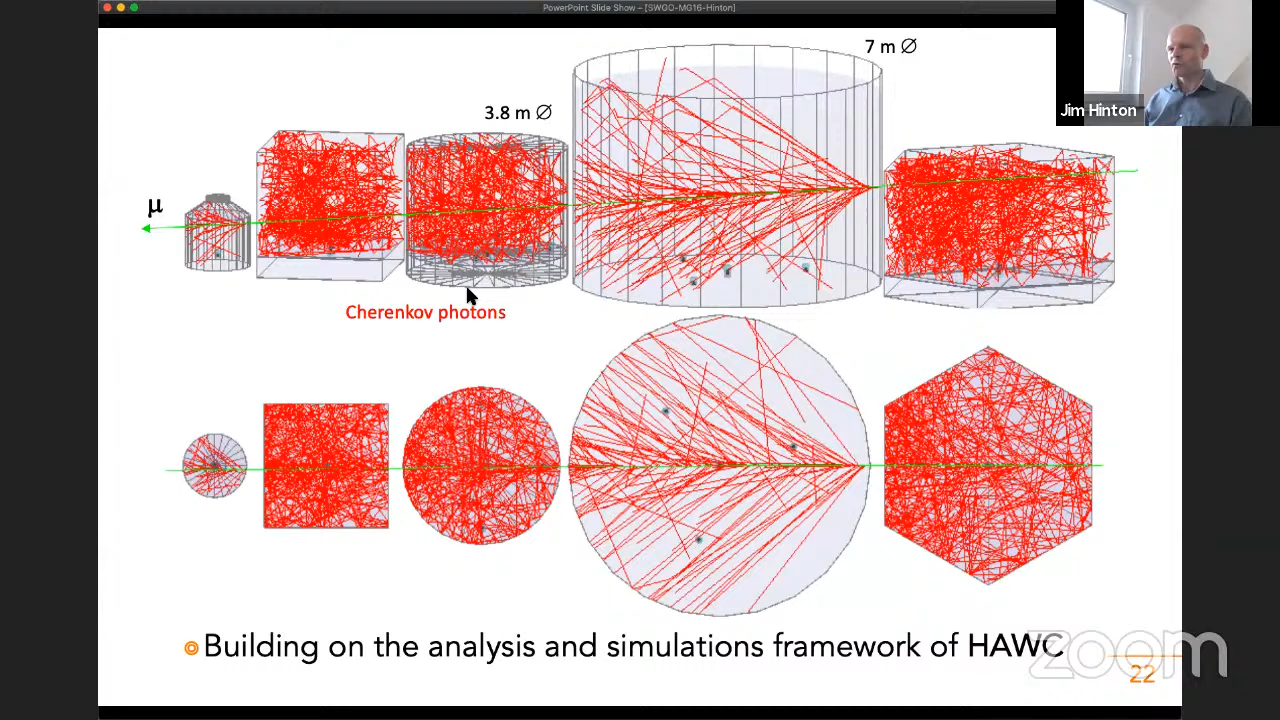 PowerPoint Slide Show - [SWGO-MG16-Hinton]
7 m ∅
3.8 m ∅
Jim Hinton
μ
Cherenkov photons
Building on the analysis and simulations framework of HAWC
zoom
22